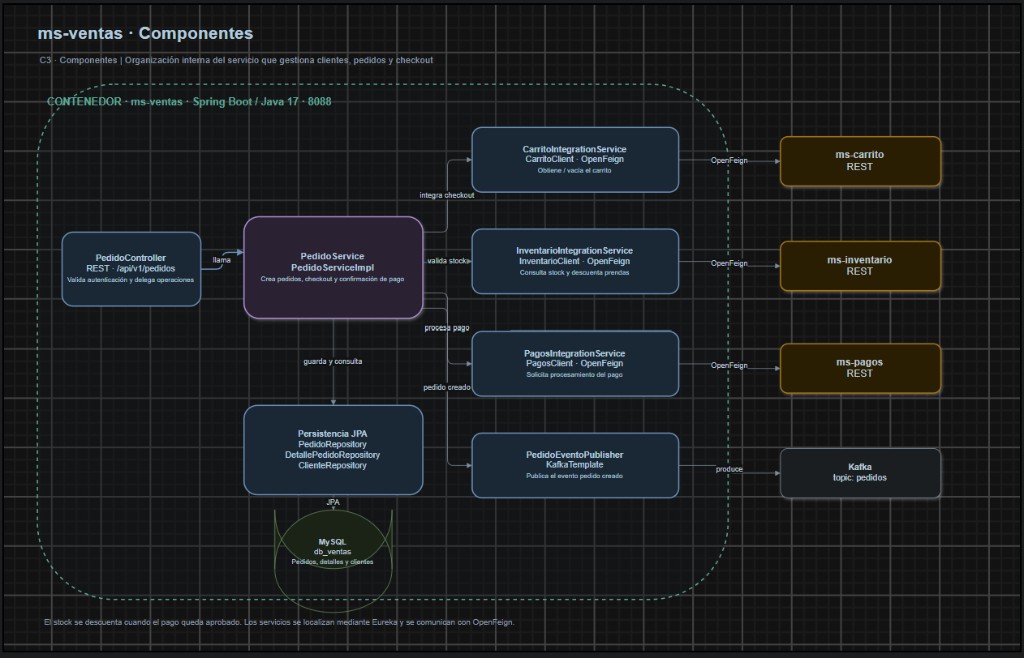 ms-ventas · Componentes
C3 · Componentes | Organización interna del servicio que gestiona clientes, pedidos y checkout
CONTENEDOR · ms-ventas · Spring Boot / Java 17 · 8088
PedidoController
REST · /api/v1/pedidos
Valida autenticación y delega operaciones
llama
PedidoService
PedidoServiceImpl
Crea pedidos, checkout y confirmación de pago
integra checkout
valida stock
procesa pago
pedido creado
guarda y consulta
CarritoIntegrationService
CarritoClient · OpenFeign
Obtiene / vacía el carrito
OpenFeign
ms-carrito
REST
InventarioIntegrationService
InventarioClient · OpenFeign
Consulta stock y descuenta prendas
OpenFeign
ms-inventario
REST
PagosIntegrationService
PagosClient · OpenFeign
Solicita procesamiento del pago
OpenFeign
ms-pagos
REST
PedidoEventoPublisher
KafkaTemplate
Publica el evento pedido creado
produce
Kafka
topic: pedidos
Persistencia JPA
PedidoRepository
DetallePedidoRepository
ClienteRepository
JPA
MySQL
db_ventas
Pedidos, detalles y clientes
El stock se descuenta cuando el pago queda aprobado. Los servicios se localizan mediante Eureka y se comunican con OpenFeign.